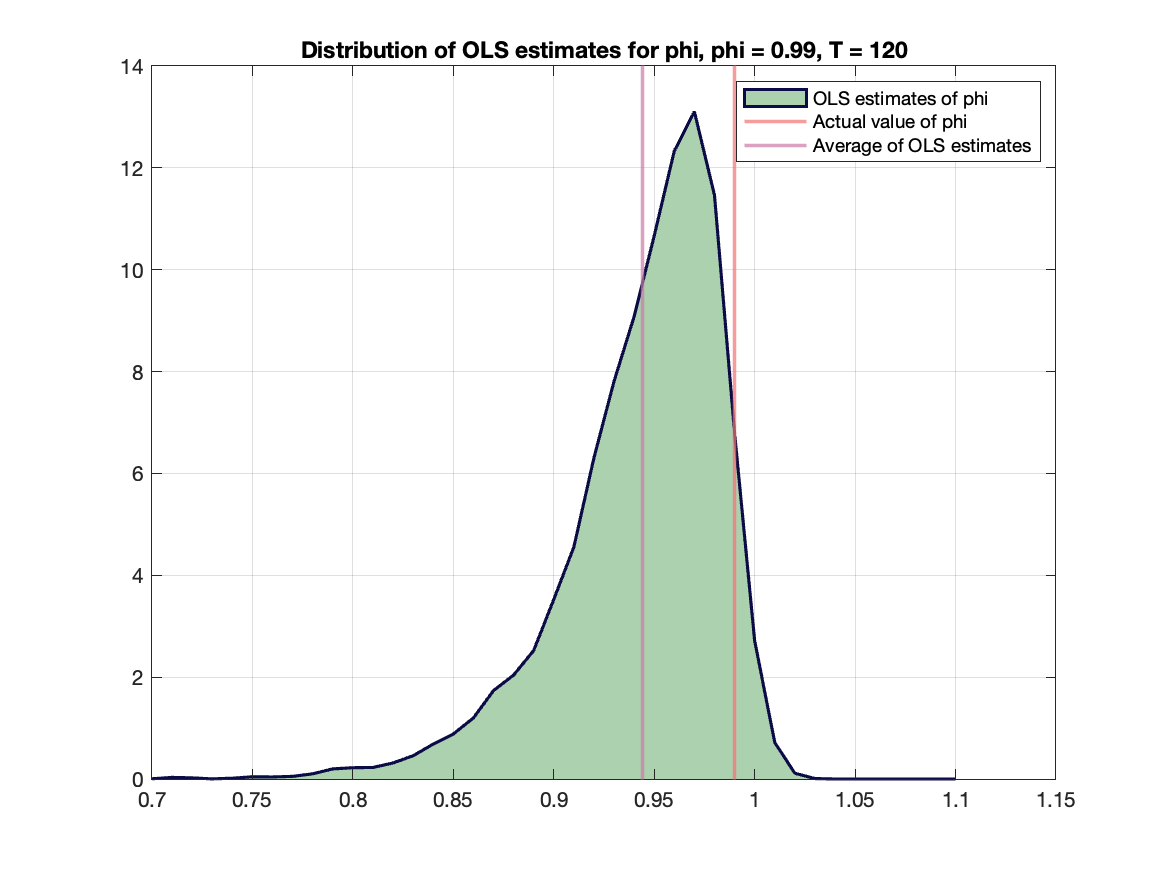 Distribution of OLS estimates for phi, phi = 0.99, T = 120
14
12
10
8
6
4
2
0
OLS estimates of phi
Actual value of phi
Average of OLS estimates
0.7 0.75 0.8 0.85 0.9 0.95 1 1.05 1.1 1.15